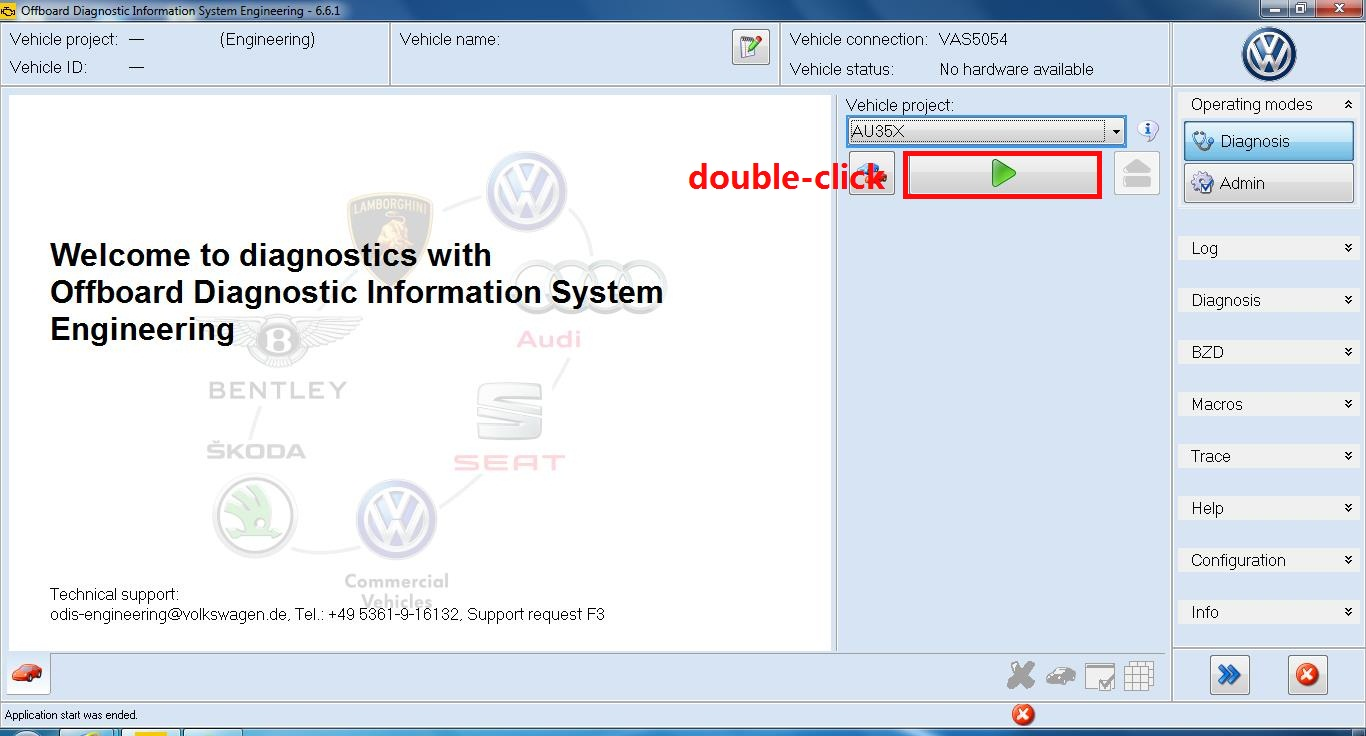 Offboard Diagnostic Information System Engineering - 6.6.1
Vehicle project: — (Engineering)
Vehicle ID: —
Vehicle name:
Vehicle connection: VAS5054
Vehicle status: No hardware available
Vehicle project:
AU35X
double-click
Operating modes
Diagnosis
Admin
Log
Diagnosis
BZD
Macros
Trace
Help
Configuration
Info
LAMBORGHINI
Welcome to diagnostics with
Offboard Diagnostic Information System
Engineering
Audi
BENTLEY
ŠKODA
SEAT
Commercial
Vehicles
Technical support:
odis-engineering@volkswagen.de, Tel.: +49 5361-9-16132, Support request F3
Application start was ended.